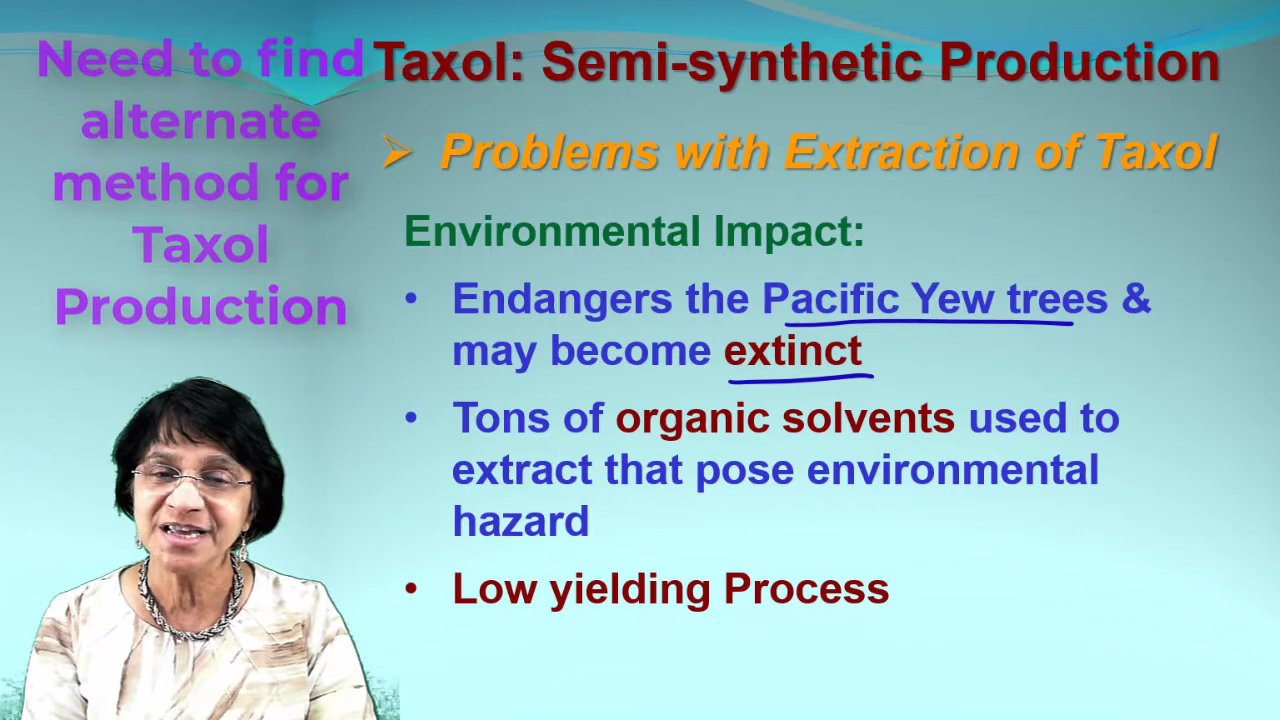 Need to find
alternate
method for
Taxol
Production
Taxol: Semi-synthetic Production
Problems with Extraction of Taxol
Environmental Impact:
• Endangers the Pacific Yew trees &
may become extinct
• Tons of organic solvents used to
extract that pose environmental
hazard
• Low yielding Process